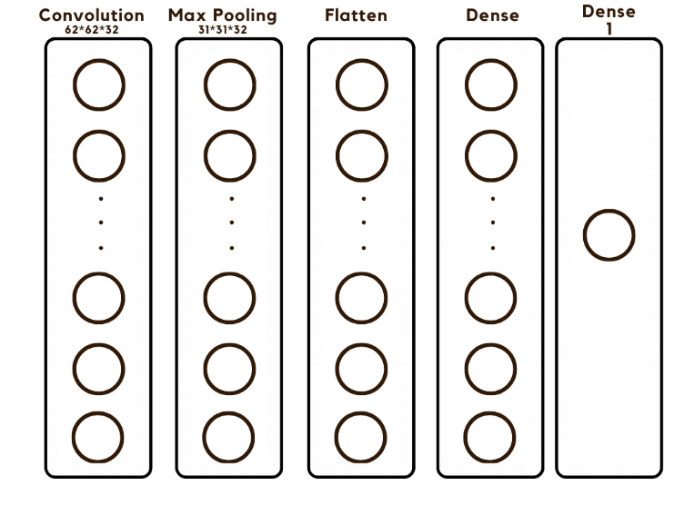 Convolution
62*62*32
Max Pooling
31*31*32
Flatten
Dense
Dense
1